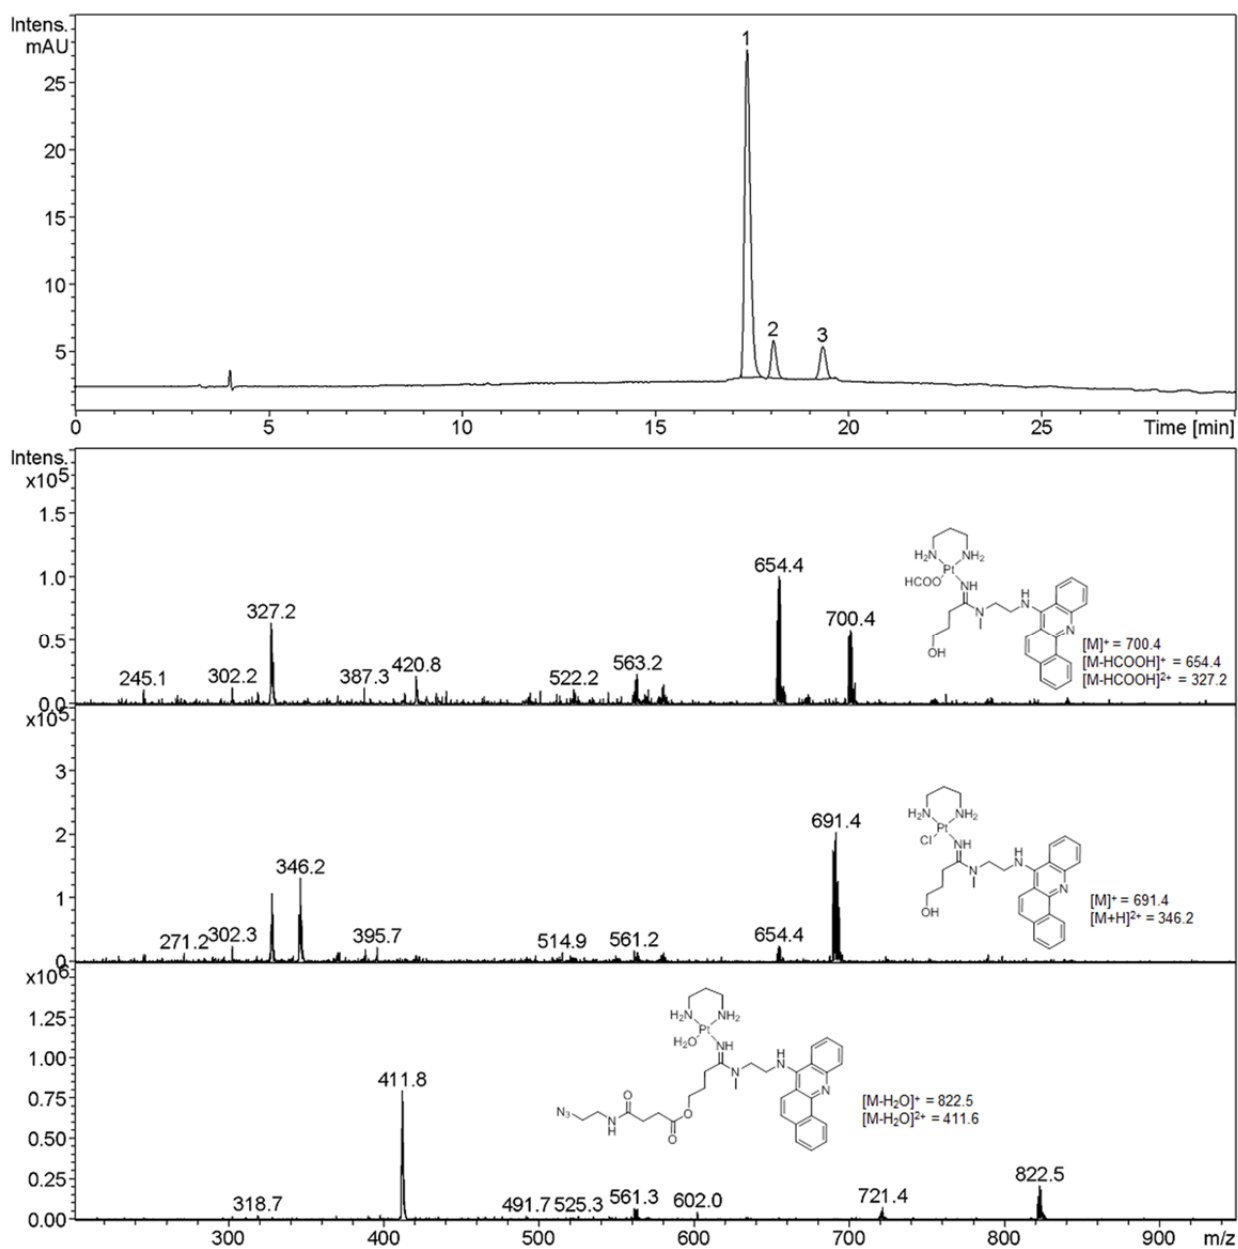 Intens.
mAU
1
25
20
15
10
2
3
5
0 5 10 15 20 25 Time [min]
Intens.
x10⁵
1.5
1.0
0.5
0.0
245.1 302.2 327.2 387.3 420.8 522.2 563.2 654.4 700.4
H₂N NH₂
Pt
HCOO NH
H
N
N
N
OH
[M]⁺ = 700.4
[M-HCOOH]⁺ = 654.4
[M-HCOOH]²⁺ = 327.2
x10⁵
3
2
1
0
271.2 302.3 346.2 395.7 514.9 561.2 654.4 691.4
H₂N NH₂
Pt
Cl NH
H
N
N
N
OH
[M]⁺ = 691.4
[M+H]²⁺ = 346.2
x10⁶
1.25
1.00
0.75
0.50
0.25
0.00
318.7 411.8 491.7 525.3 561.3 602.0 721.4 822.5
H₂N NH₂
Pt
H₂O NH
H
N
N
N
N₃ N
H
O
O
O
[M-H₂O]⁺ = 822.5
[M-H₂O]²⁺ = 411.6
300 400 500 600 700 800 900 m/z